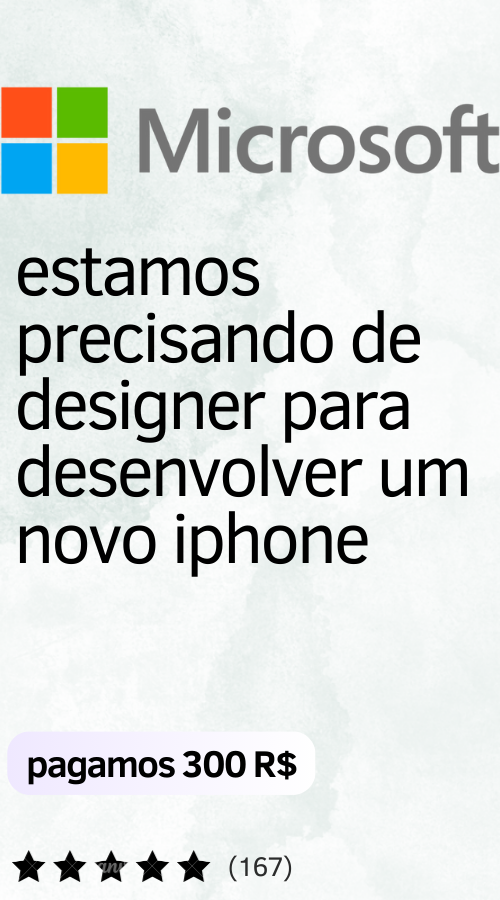 Microsoft
estamos
precisando de
designer para
desenvolver um
novo iphone
pagamos 300 R$
(167)